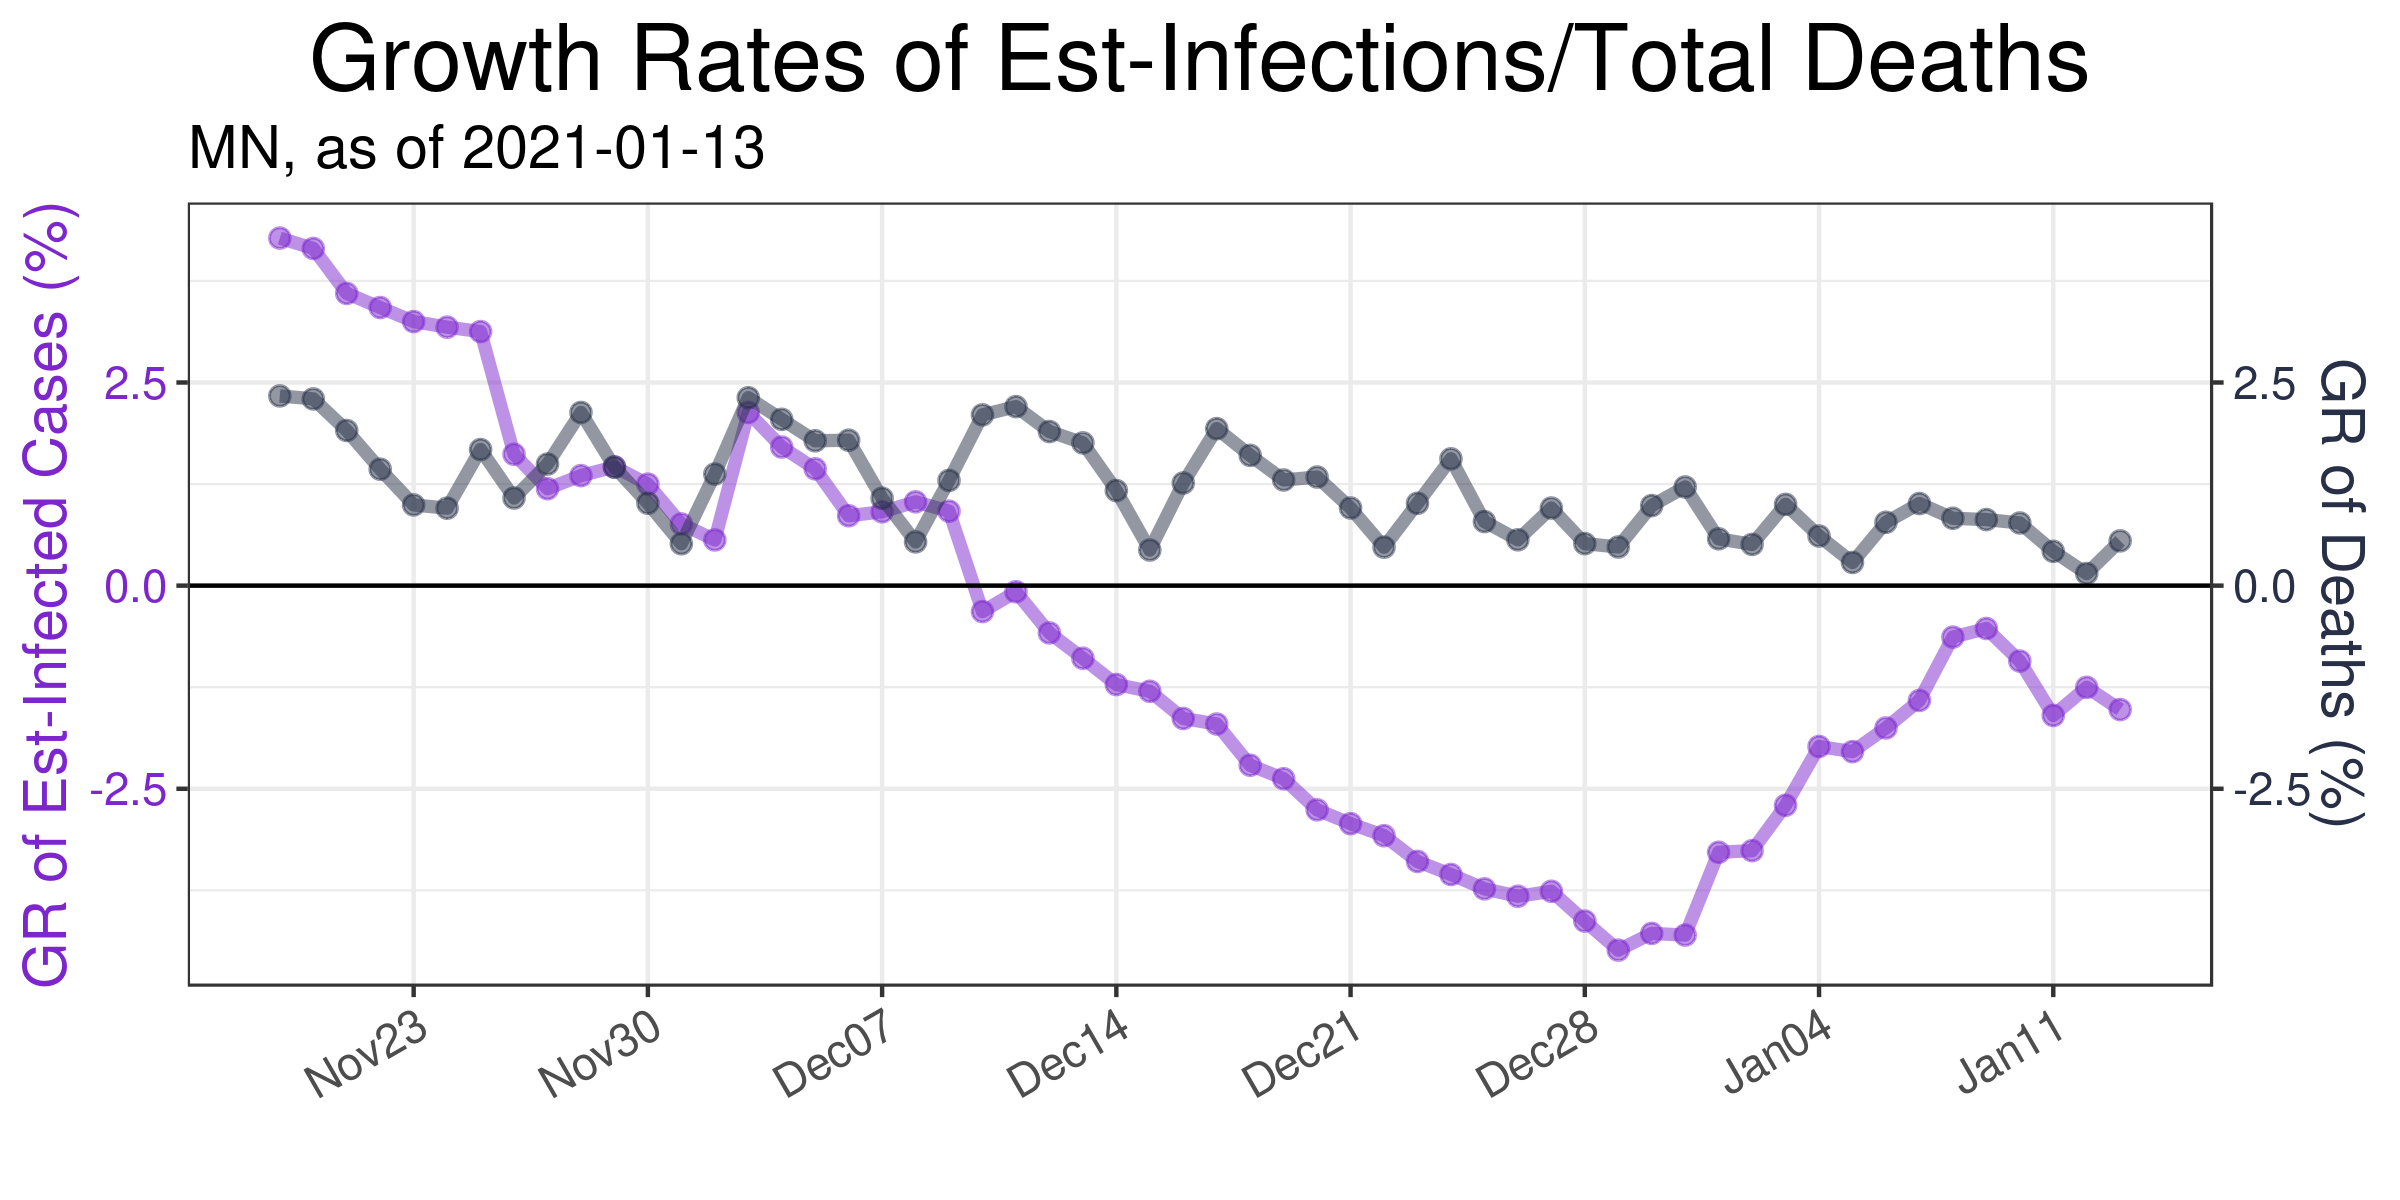 Growth Rates of Est-Infections/Total Deaths
MN, as of 2021-01-13
GR of Est-Infected Cases (%)
2.5
0.0
-2.5
2.5
0.0
-2.5
GR of Deaths (%)
Nov23
Nov30
Dec07
Dec14
Dec21
Dec28
Jan04
Jan11